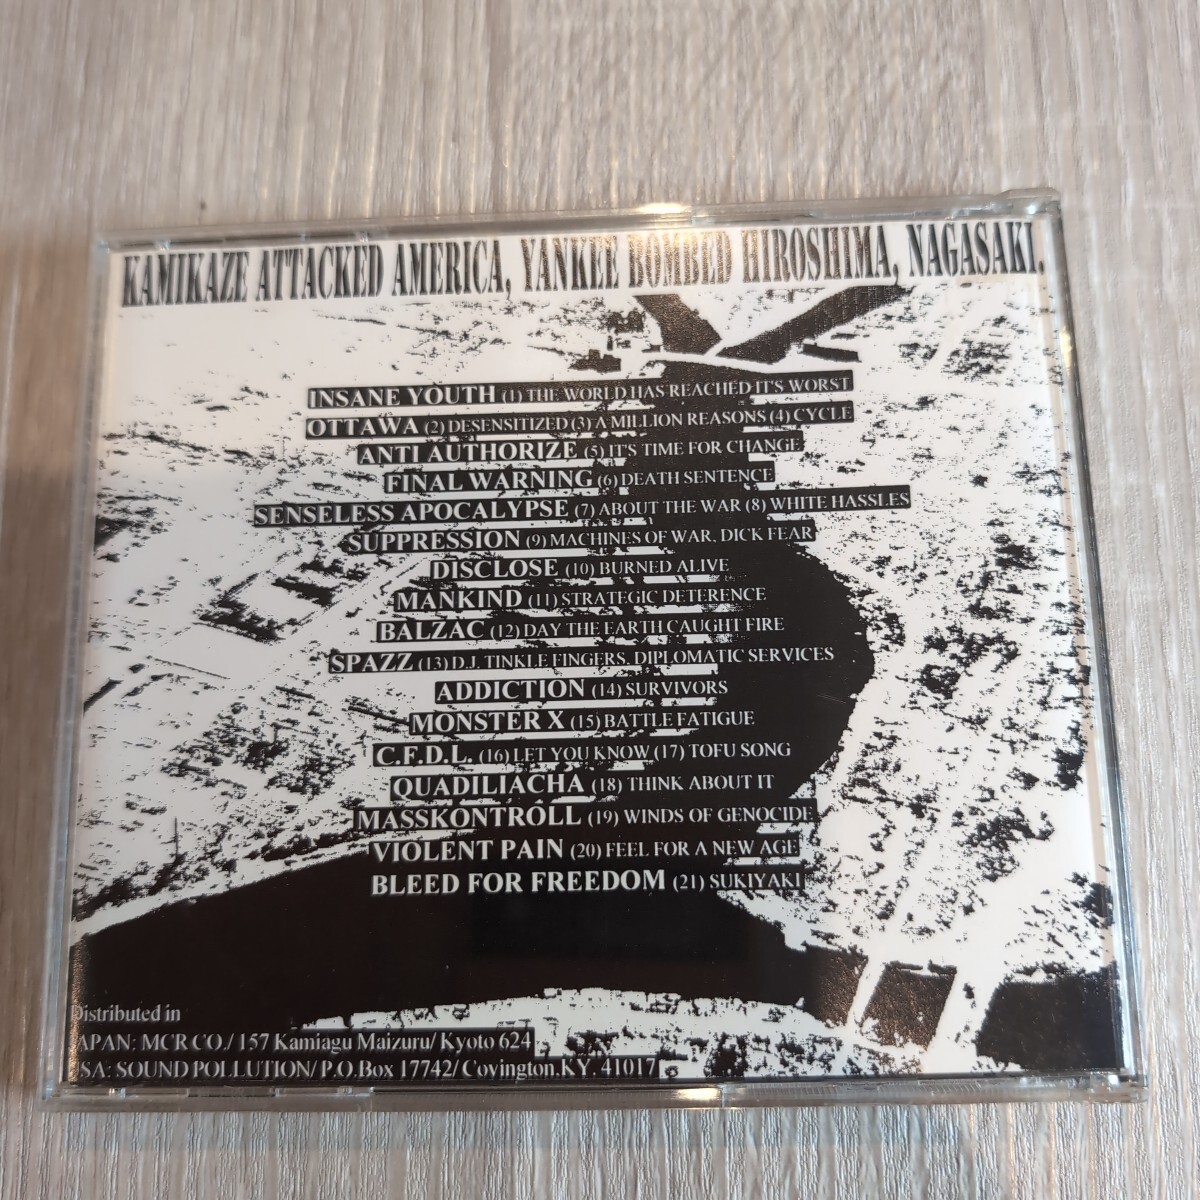 KAMIKAZE ATTACKED AMERICA, YANKEE BOMBED HIROSHIMA, NAGASAKI.
INSANE YOUTH (1) THE WORLD HAS REACHED IT'S WORST
OTTAWA (2) DESENSITIZED (3) A MILLION REASONS (4) CYCLE
ANTI AUTHORIZE (5) IT'S TIME FOR CHANGE
FINAL WARNING (6) DEATH SENTENCE
SENSELESS APOCALYPSE (7) ABOUT THE WAR (8) WHITE HASSLES
SUPPRESSION (9) MACHINES OF WAR, DICK FEAR
DISCLOSE (10) BURNED ALIVE
MANKIND (11) STRATEGIC DETERENCE
BALZAC (12) DAY THE EARTH CAUGHT FIRE
SPAZZ (13) D.J. TINKLE FINGERS, DIPLOMATIC SERVICES
ADDICTION (14) SURVIVORS
MONSTER X (15) BATTLE FATIGUE
C.F.D.L. (16) LET YOU KNOW (17) TOFU SONG
QUADILIACHA (18) THINK ABOUT IT
MASSKONTROLL (19) WINDS OF GENOCIDE
VIOLENT PAIN (20) FEEL FOR A NEW AGE
BLEED FOR FREEDOM (21) SUKIYAKI
Distributed in
APAN: MCR CO./ 157 Kamiagu Maizuru/ Kyoto 624
SA: SOUND POLLUTION/ P.O.Box 17742/ Covington.KY. 41017